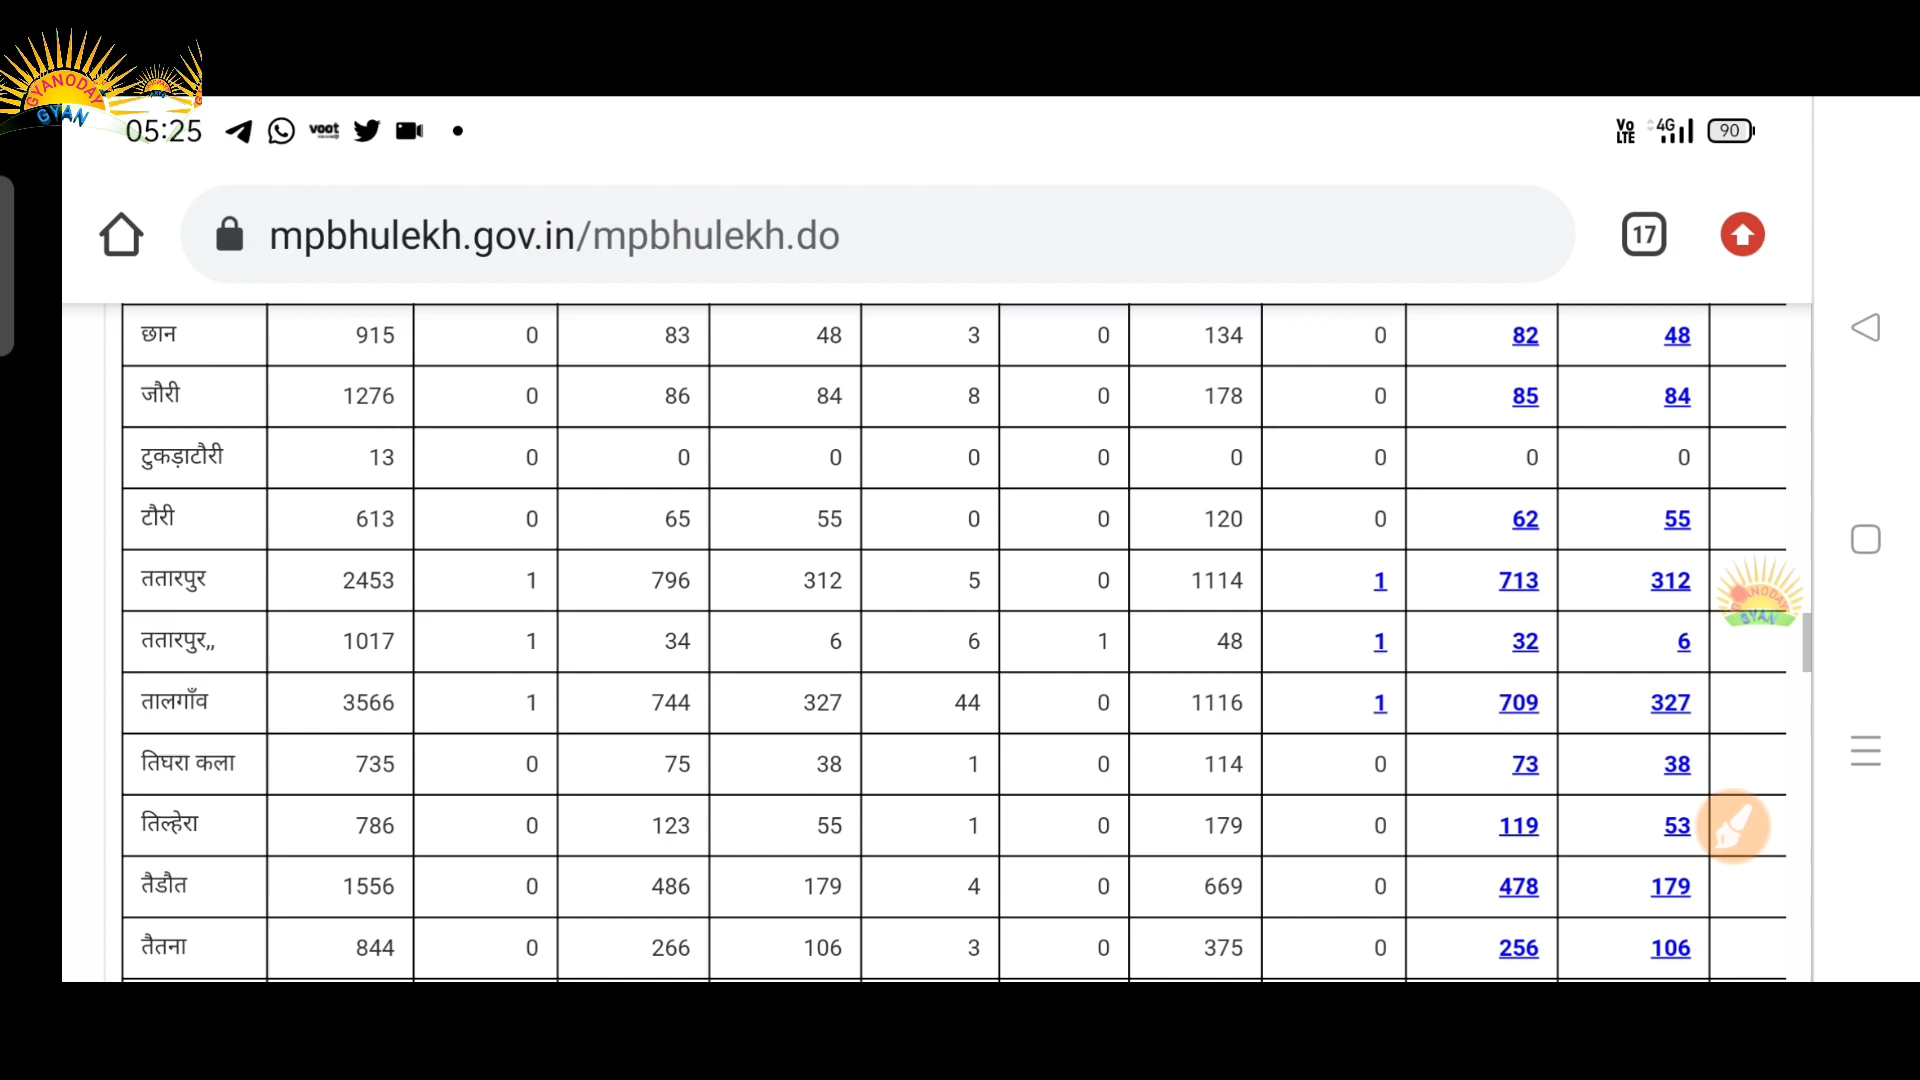 GYANODAY
GYAN
05:25 voot Vo LTE 4G 90
mpbhulekh.gov.in/mpbhulekh.do 17
छान 915 0 83 48 3 0 134 0 82 48
जौरी 1276 0 86 84 8 0 178 0 85 84
टुकड़ाटौरी 13 0 0 0 0 0 0 0 0 0
टौरी 613 0 65 55 0 0 120 0 62 55
ततारपुर 2453 1 796 312 5 0 1114 1 713 312
ततारपुर,, 1017 1 34 6 6 1 48 1 32 6
तालगाँव 3566 1 744 327 44 0 1116 1 709 327
तिघरा कला 735 0 75 38 1 0 114 0 73 38
तिल्हेरा 786 0 123 55 1 0 179 0 119 53
तैडौत 1556 0 486 179 4 0 669 0 478 179
तैतना 844 0 266 106 3 0 375 0 256 106
GYANODAY
GYAN